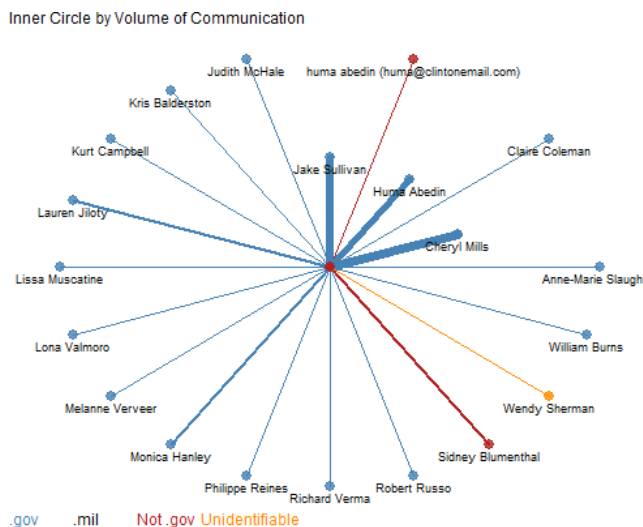 Inner Circle by Volume of Communication
Judith McHale
huma abedin (huma@clintonemail.com)
Kris Balderston
Kurt Campbell
Claire Coleman
Jake Sullivan
Huma Abedin
Lauren Jiloty
Cheryl Mills
Lissa Muscatine
Anne-Marie Slaugh
Lona Valmoro
William Burns
Melanne Verveer
Wendy Sherman
Monica Hanley
Sidney Blumenthal
Philippe Reines
Richard Verma
Robert Russo
.gov .mil Not .gov Unidentifiable